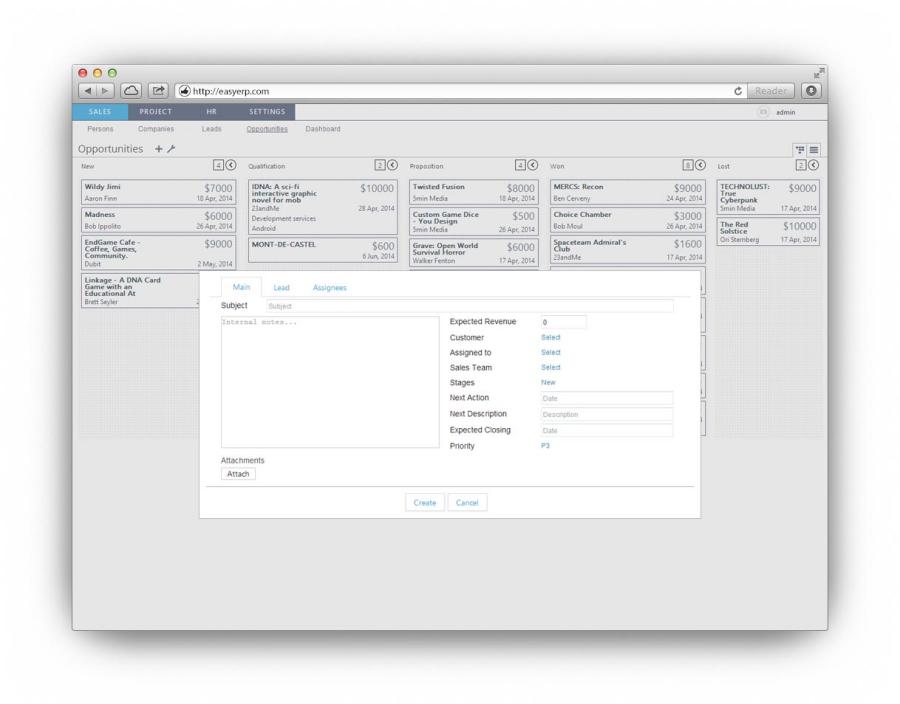 http://easyerp.com
Reader
SALES PROJECT HR SETTINGS
admin
Persons Companies Leads Opportunities Dashboard
Opportunities
New 4
Wildy Jimi $7000
Aaron Finn 18 Apr, 2014
Madness $6000
Bob Ippolito 26 Apr, 2014
EndGame Cafe - $9000
Coffee, Games,
Community.
Dubit 2 May, 2014
Linkage - A DNA Card
Game with an
Educational At
Brett Seyler
Qualification 2
IDNA: A sci-fi $10000
interactive graphic
novel for mob
23andMe 28 Apr, 2014
Development services
Android
MONT-DE-CASTEL $600
6 Jun, 2014
Proposition 4
Twisted Fusion $8000
5min Media 18 Apr, 2014
Custom Game Dice $500
- You Design
5min Media 26 Apr, 2014
Grave: Open World $6000
Survival Horror
Walker Fenton 17 Apr, 2014
Won 8
MERCS: Recon $9000
Ben Cerveny 24 Apr, 2014
Choice Chamber $3000
Bob Moul 26 Apr, 2014
Spaceteam Admiral's $1600
Club
23andMe 17 Apr, 2014
Lost 2
TECHNOLUST: $9000
True
Cyberpunk
5min Media 17 Apr, 2014
The Red $10000
Solstice
Ori Sternberg 17 Apr, 2014
Main Lead Assignees
Subject Subject
Internal notes...
Expected Revenue 0
Customer Select
Assigned to Select
Sales Team Select
Stages New
Next Action Date
Next Description Description
Expected Closing Date
Priority P3
Attachments
Attach
Create Cancel